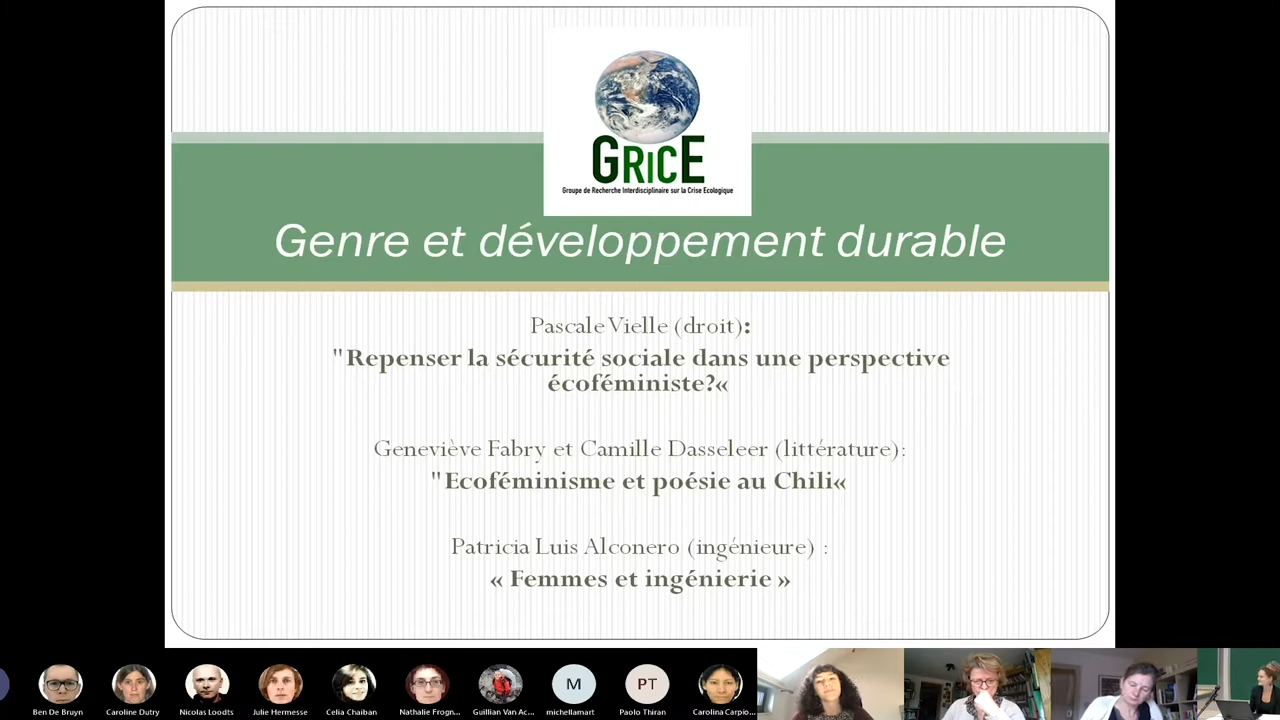 GRICE
Groupe de Recherche Interdisciplinaire sur la Crise Ecologique
Genre et développement durable
Pascale Vielle (droit):
"Repenser la sécurité sociale dans une perspective
écoféministe?«
Geneviève Fabry et Camille Dasseleer (littérature):
"Ecoféminisme et poésie au Chili«
Patricia Luis Alconero (ingénieure) :
« Femmes et ingénierie »
M
PT
Ben De Bruyn
Caroline Dutry
Nicolas Loodts
Julie Hermesse
Celia Chaiban
Nathalie Frogn...
Guillian Van Ac...
michellamart
Paolo Thiran
Carolina Carpio...